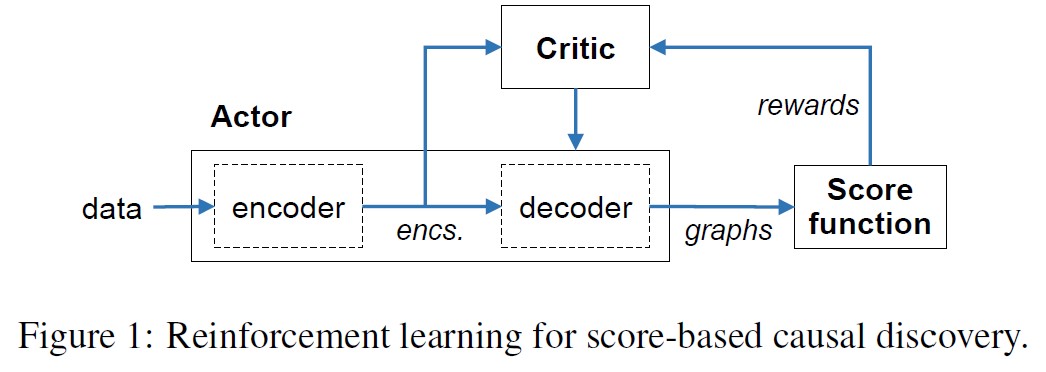 Critic
rewards
Actor
data
encoder
encs.
decoder
graphs
Score
function
Figure 1: Reinforcement learning for score-based causal discovery.